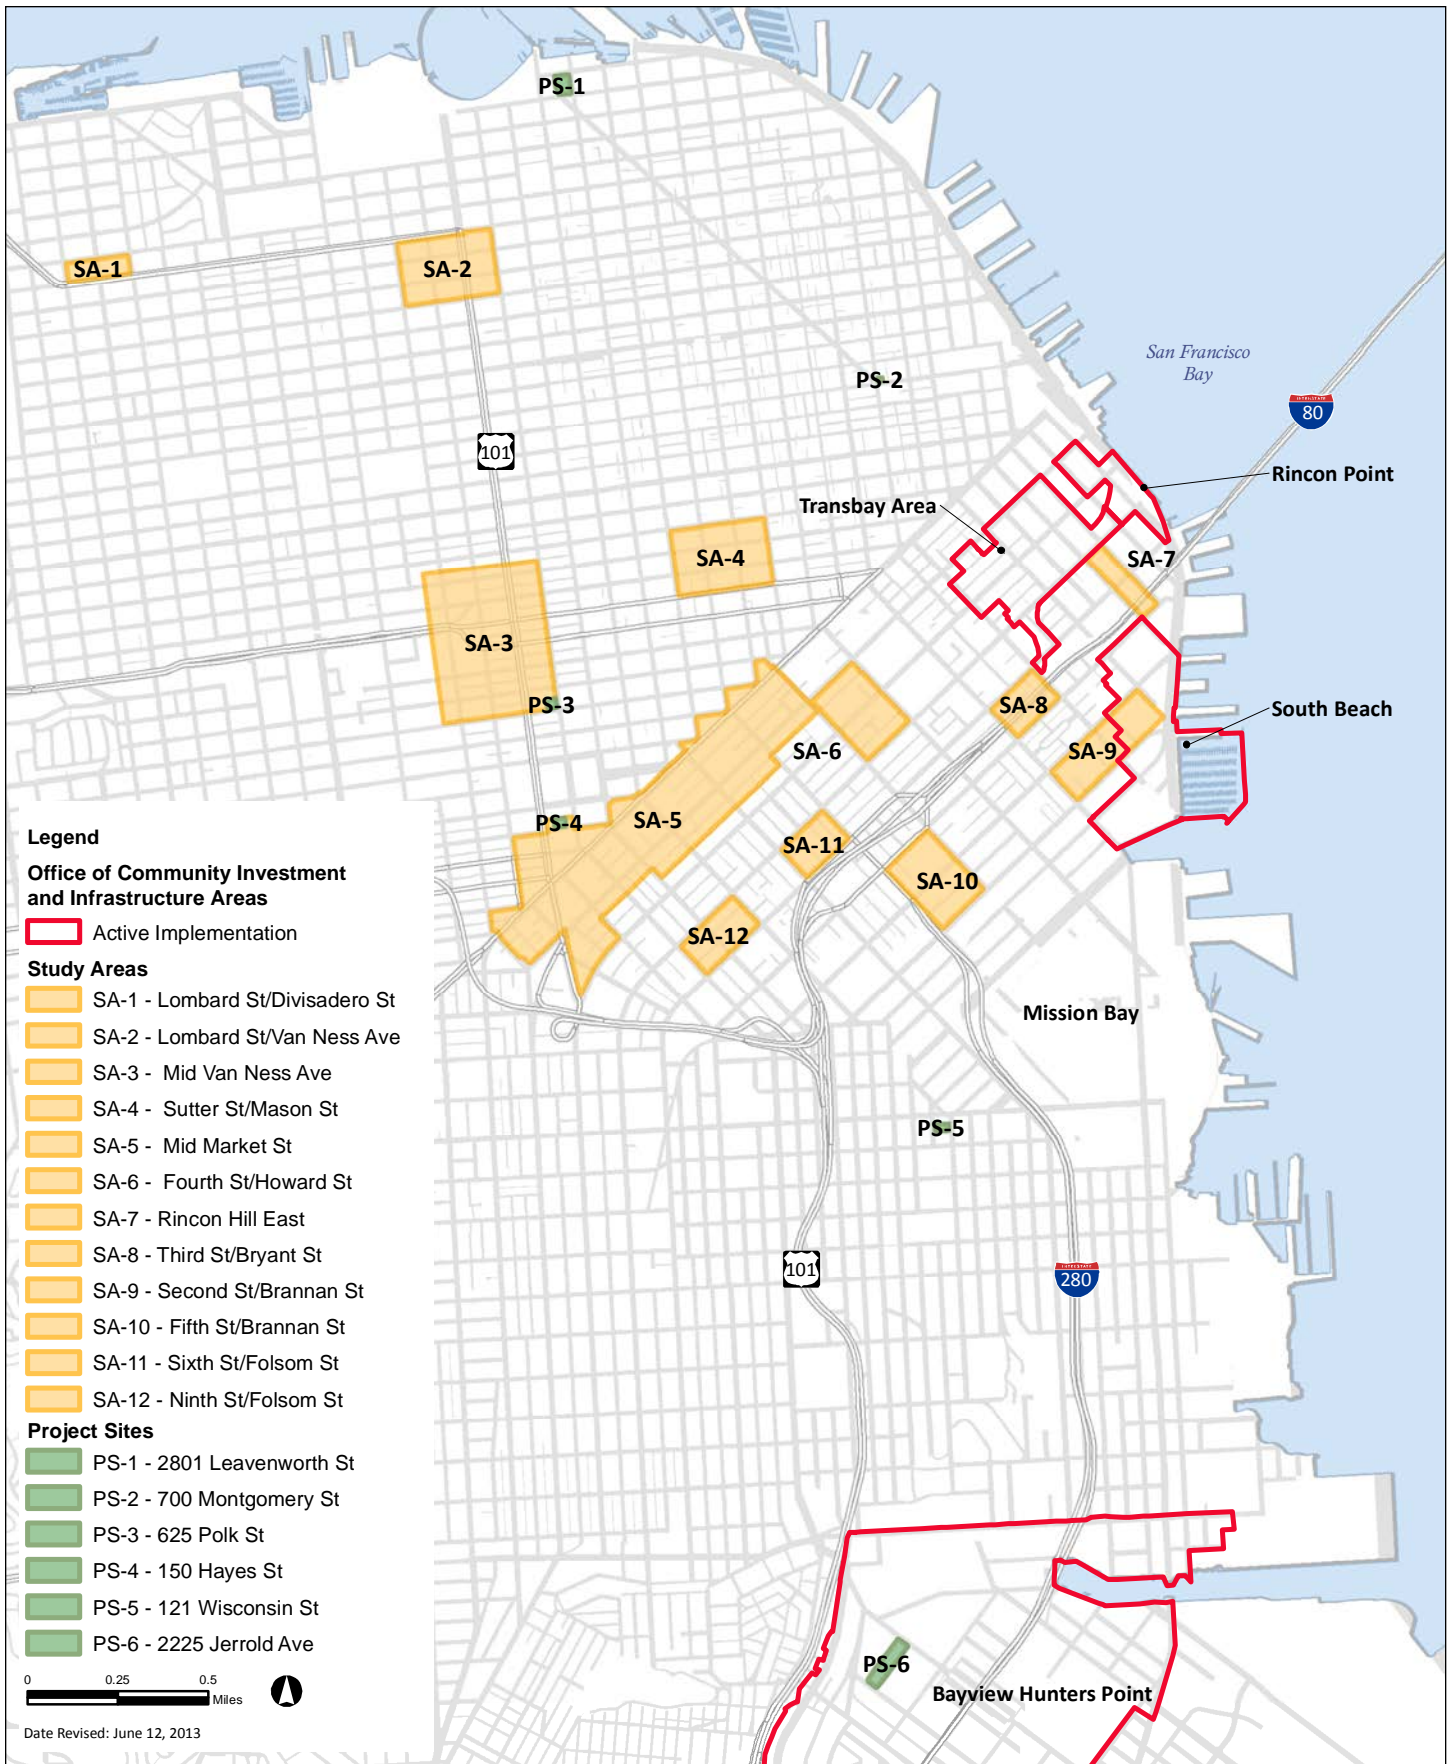 PS-1
SA-1
SA-2
San Francisco
Bay
PS-2
INTERSTATE
80
101
Rincon Point
Transbay Area
SA-4
SA-7
SA-3
PS-3
SA-8
South Beach
SA-6
SA-9
PS-4
SA-5
SA-11
SA-10
SA-12
Mission Bay
PS-5
101
INTERSTATE
280
PS-6
Bayview Hunters Point
Legend
Office of Community Investment
and Infrastructure Areas
Active Implementation
Study Areas
SA-1 - Lombard St/Divisadero St
SA-2 - Lombard St/Van Ness Ave
SA-3 - Mid Van Ness Ave
SA-4 - Sutter St/Mason St
SA-5 - Mid Market St
SA-6 - Fourth St/Howard St
SA-7 - Rincon Hill East
SA-8 - Third St/Bryant St
SA-9 - Second St/Brannan St
SA-10 - Fifth St/Brannan St
SA-11 - Sixth St/Folsom St
SA-12 - Ninth St/Folsom St
Project Sites
PS-1 - 2801 Leavenworth St
PS-2 - 700 Montgomery St
PS-3 - 625 Polk St
PS-4 - 150 Hayes St
PS-5 - 121 Wisconsin St
PS-6 - 2225 Jerrold Ave
0 0.25 0.5
Miles
Date Revised: June 12, 2013